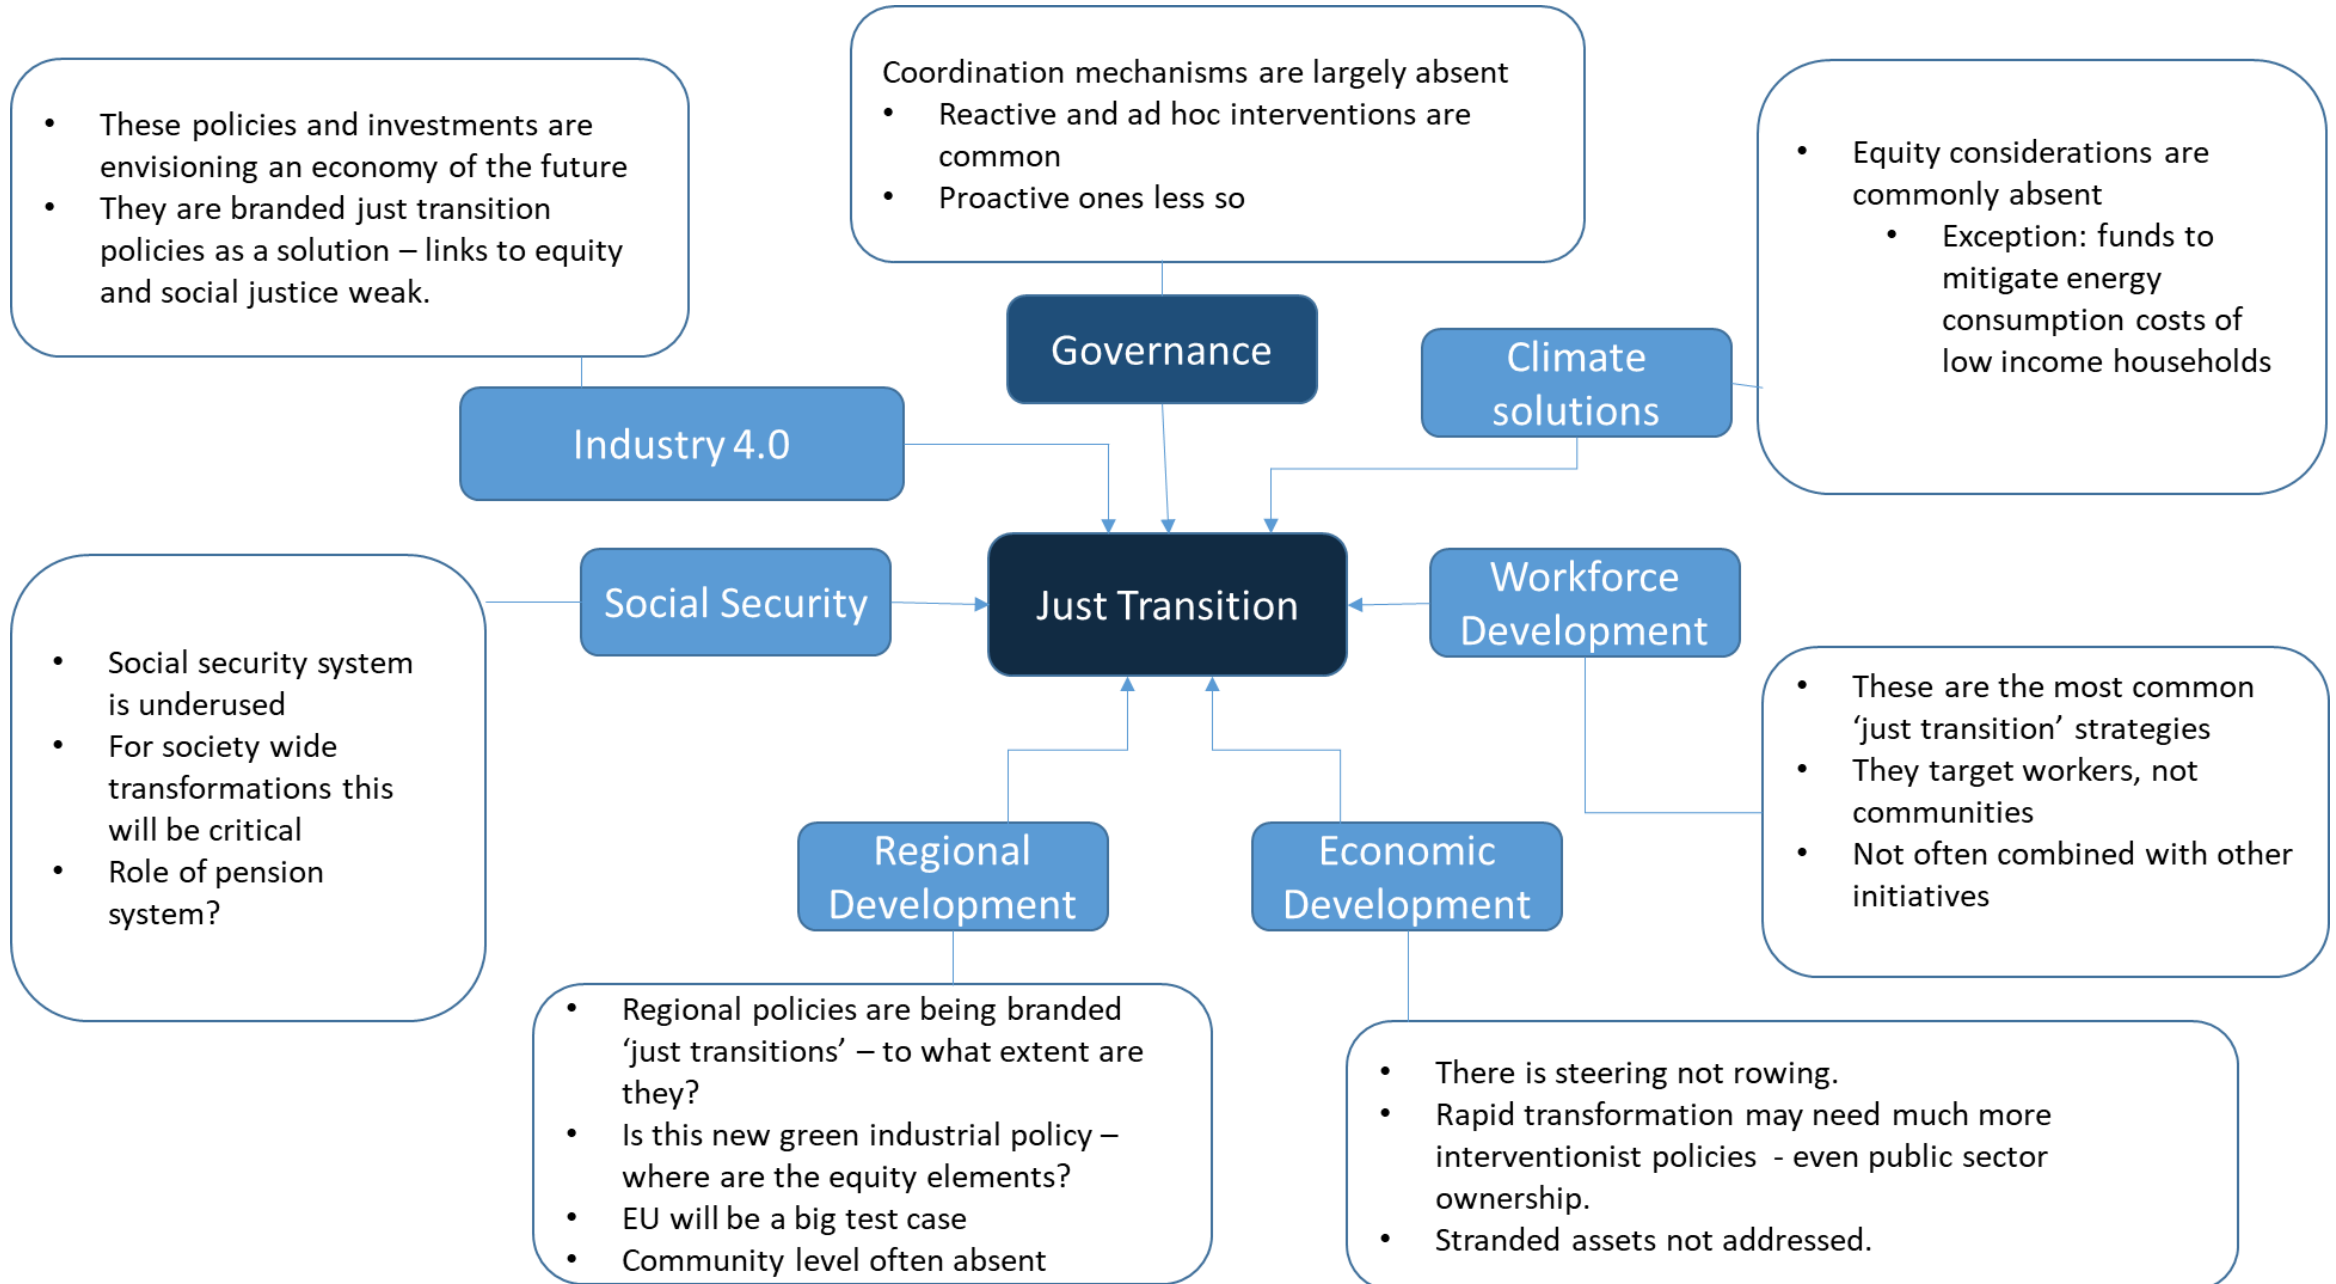 Coordination mechanisms are largely absent
• Reactive and ad hoc interventions are
common
• Proactive ones less so
• These policies and investments are
envisioning an economy of the future
• They are branded just transition
policies as a solution – links to equity
and social justice weak.
• Equity considerations are
commonly absent
• Exception: funds to
mitigate energy
consumption costs of
low income households
Governance
Climate
solutions
Industry 4.0
Social Security
Just Transition
Workforce
Development
• Social security system
is underused
• For society wide
transformations this
will be critical
• Role of pension
system?
• These are the most common
‘just transition’ strategies
• They target workers, not
communities
• Not often combined with other
initiatives
Regional
Development
Economic
Development
• Regional policies are being branded
‘just transitions’ – to what extent are
they?
• Is this new green industrial policy –
where are the equity elements?
• EU will be a big test case
• Community level often absent
• There is steering not rowing.
• Rapid transformation may need much more
interventionist policies - even public sector
ownership.
• Stranded assets not addressed.